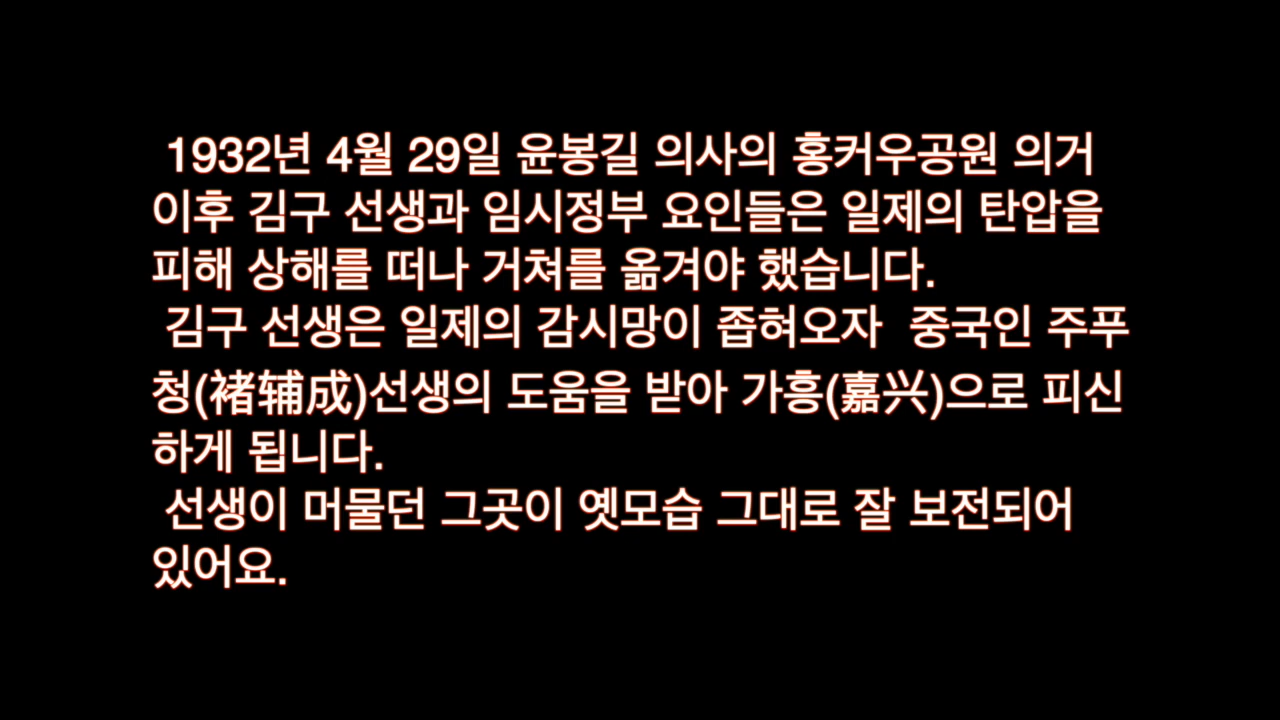 1932년 4월 29일 윤봉길 의사의 홍커우공원 의거
이후 김구 선생과 임시정부 요인들은 일제의 탄압을
피해 상해를 떠나 거쳐를 옮겨야 했습니다.
김구 선생은 일제의 감시망이 좁혀오자 중국인 주푸
청(褚辅成)선생의 도움을 받아 가흥(嘉兴)으로 피신
하게 됩니다.
선생이 머물던 그곳이 옛모습 그대로 잘 보전되어
있어요.